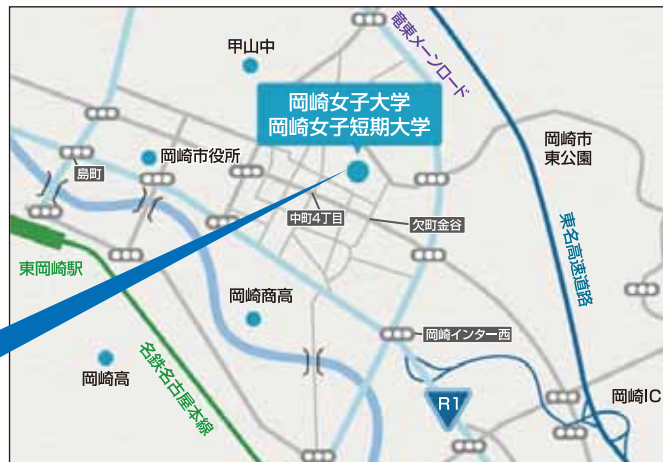 甲山中
竜東メーンロード
岡崎女子大学
岡崎女子短期大学
岡崎市
東公園
岡崎市役所
島町
中町4丁目
欠町金谷
東名高速道路
東岡崎駅
岡崎商高
岡崎インター西
岡崎高
名鉄名古屋本線
R1
岡崎IC